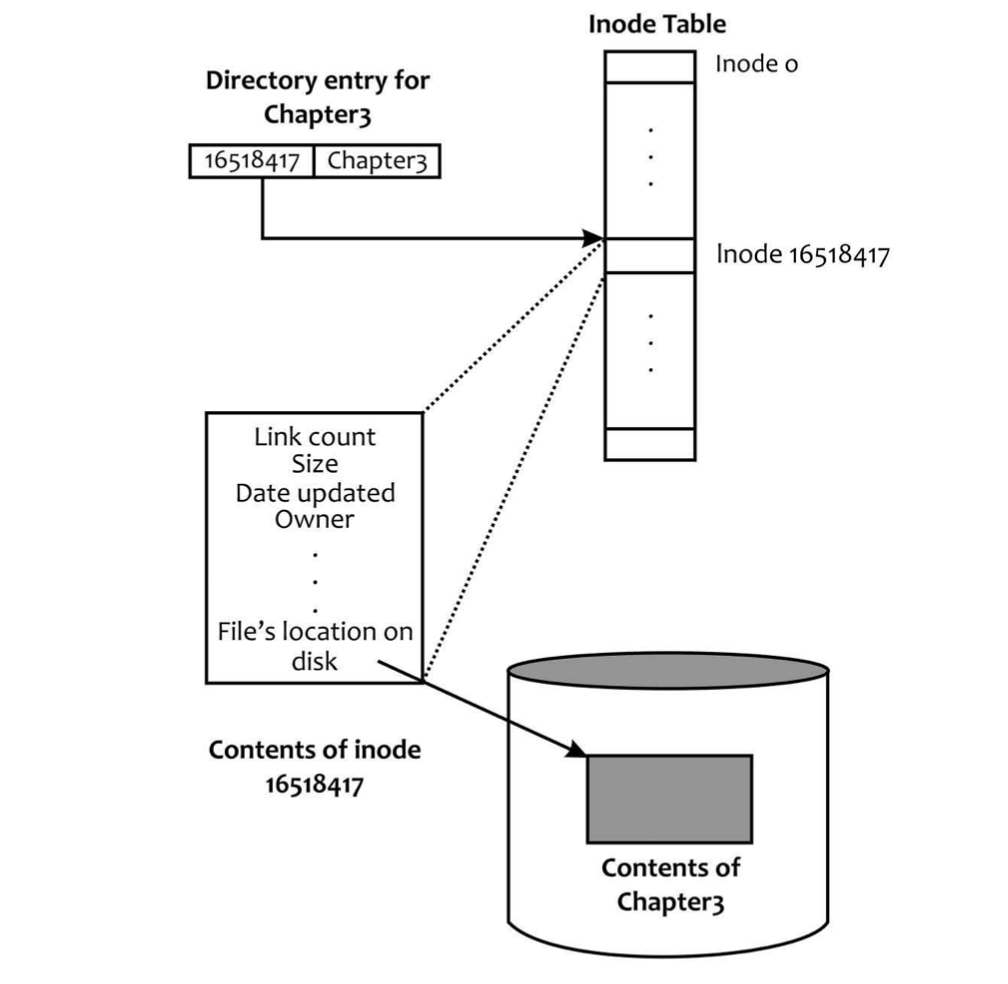 Inode Table
Inode 0
Directory entry for
Chapter3
16518417 Chapter3
Inode 16518417
Link count
Size
Date updated
Owner
File's location on
disk
Contents of inode
16518417
Contents of
Chapter3